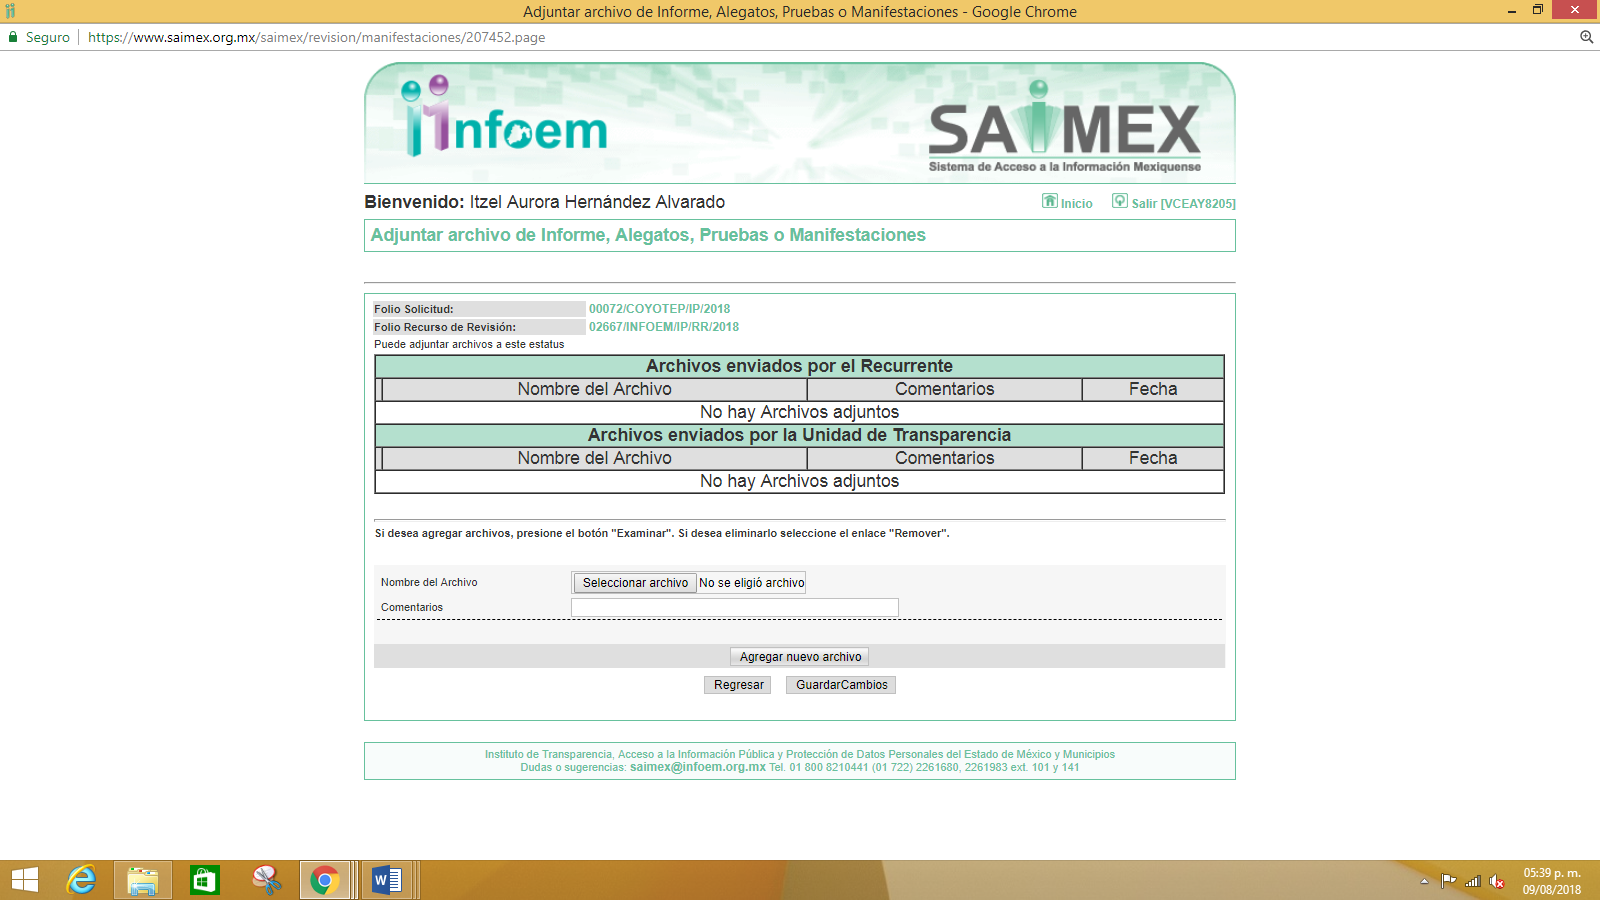 Adjuntar archivo de Informe, Alegatos, Pruebas o Manifestaciones - Google Chrome
Seguro https://www.saimex.org.mx/saimex/revision/manifestaciones/207452.page
infoem
SAiMEX
Sistema de Acceso a la Información Mexiquense
Bienvenido: Itzel Aurora Hernández Alvarado
Inicio Salir [VCEAY8205]
Adjuntar archivo de Informe, Alegatos, Pruebas o Manifestaciones
Folio Solicitud: 00072/COYOTEP/IP/2018
Folio Recurso de Revisión: 02667/INFOEM/IP/RR/2018
Puede adjuntar archivos a este estatus
Archivos enviados por el Recurrente
Nombre del Archivo Comentarios Fecha
No hay Archivos adjuntos
Archivos enviados por la Unidad de Transparencia
Nombre del Archivo Comentarios Fecha
No hay Archivos adjuntos
Si desea agregar archivos, presione el botón "Examinar". Si desea eliminarlo seleccione el enlace "Remover".
Nombre del Archivo Seleccionar archivo No se eligió archivo
Comentarios
Agregar nuevo archivo
Regresar GuardarCambios
Instituto de Transparencia, Acceso a la Información Pública y Protección de Datos Personales del Estado de México y Municipios
Dudas o sugerencias: saimex@infoem.org.mx Tel. 01 800 8210441 (01 722) 2261680, 2261983 ext. 101 y 141
05:39 p. m.
09/08/2018